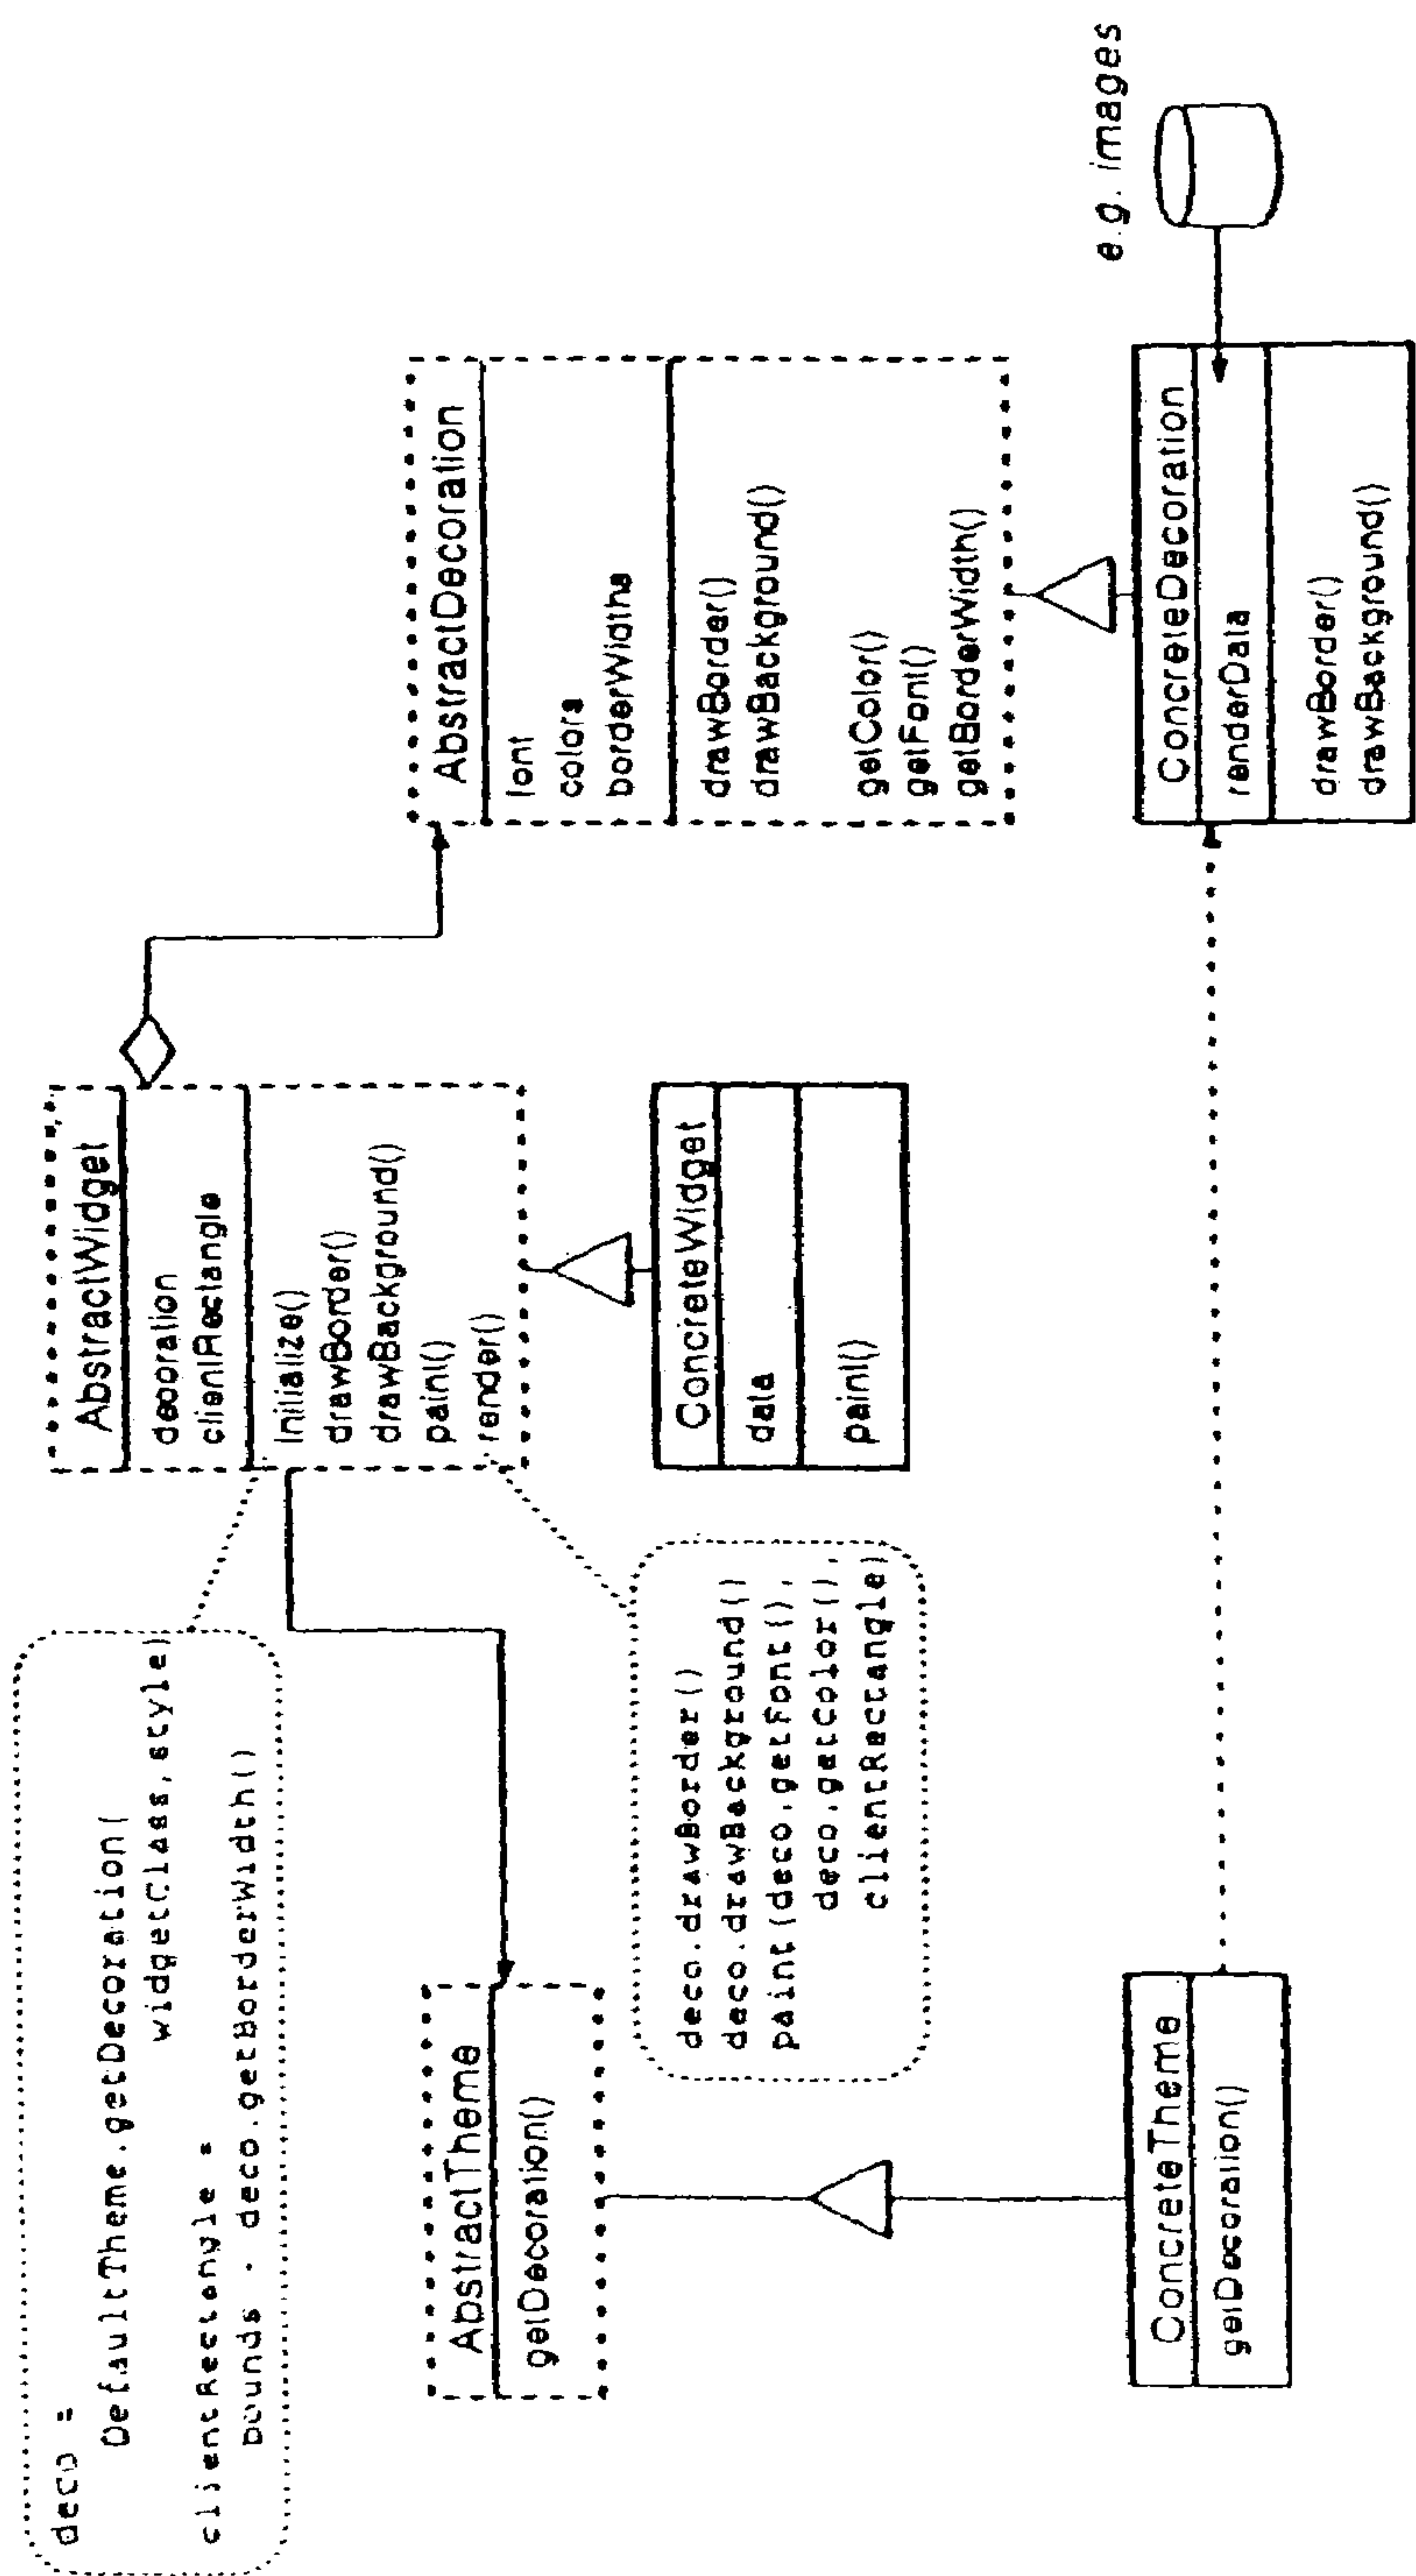 deco =
DefaultTheme.getDecoration(
widgetClass,style)
clientRectangle =
bounds - deco.getBorderWidth()
AbstractWidget
decoration
clientRectangle
Initialize()
drawBorder()
drawBackground()
paint()
render()
AbstractTheme
getDecoration()
AbstractDecoration
font
colors
borderWidths
drawBorder()
drawBackground()
getColor()
getFont()
getBorderWidth()
deco.drawBorder()
deco.drawBackground()
paint(deco.getFont(),
deco.getColor(),
clientRectangle)
ConcreteWidget
data
paint()
ConcreteTheme
getDecoration()
ConcreteDecoration
renderData
drawBorder()
drawBackground()
e.g. images